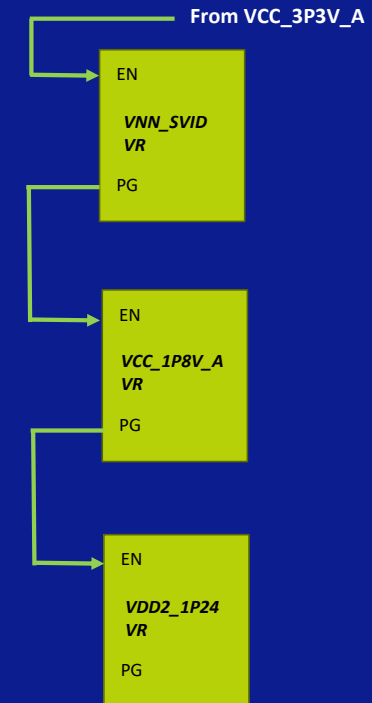 From VCC_3P3V_A
EN
VNN_SVID
VR
PG
EN
VCC_1P8V_A
VR
PG
EN
VDD2_1P24
VR
PG